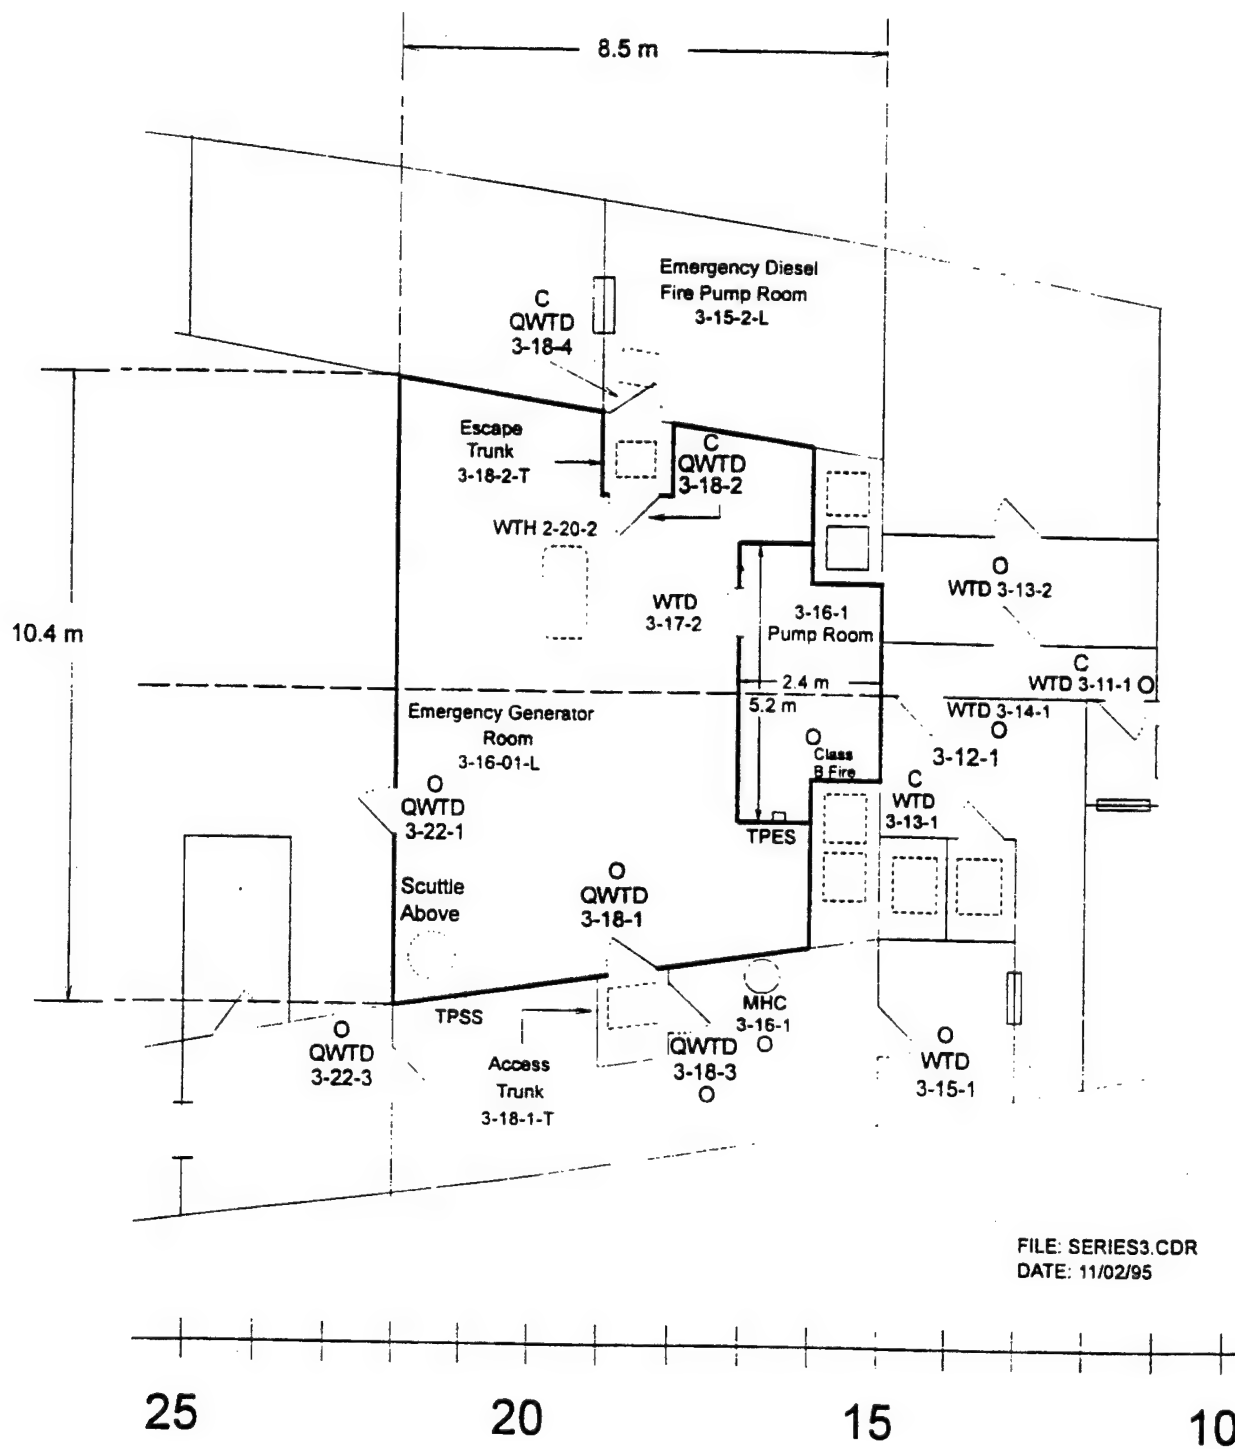 8.5 m
Emergency Diesel
Fire Pump Room
3-15-2-L
C
QWTD
3-18-4
Escape
Trunk
3-18-2-T
C
QWTD
3-18-2
WTH 2-20-2
O
WTD 3-13-2
WTD
3-17-2
3-16-1
Pump Room
10.4 m
C
WTD 3-11-1 O
2.4 m
5.2 m
WTD 3-14-1
O
Emergency Generator
Room
3-16-01-L
O
Class
B Fire
3-12-1
C
WTD
3-13-1
O
QWTD
3-22-1
TPES
O
QWTD
3-18-1
Scuttle
Above
MHC
3-16-1
O
TPSS
O
QWTD
3-22-3
Access
Trunk
3-18-1-T
QWTD
3-18-3
O
O
WTD
3-15-1
FILE: SERIES3.CDR
DATE: 11/02/95
25
20
15
10